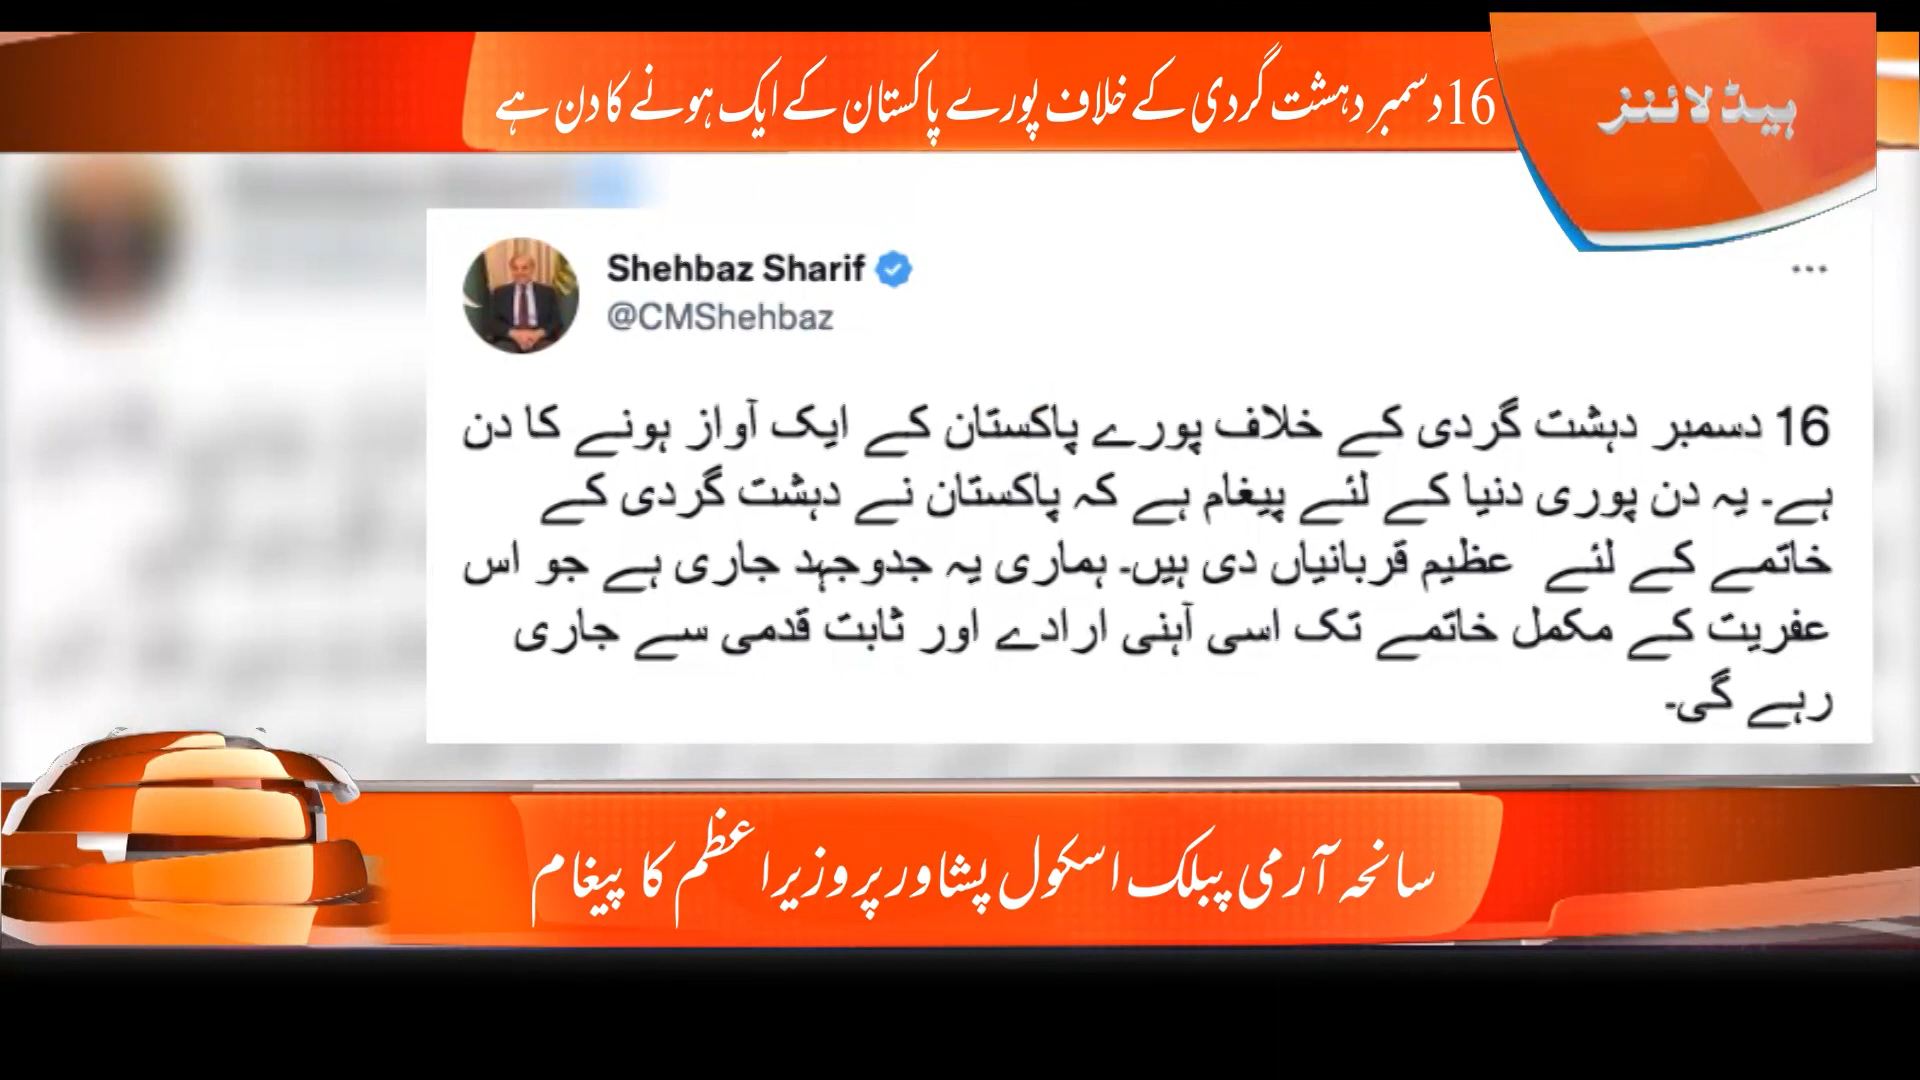 ہیڈلائنز
16 دسمبر دہشت گردی کے خلاف پورے پاکستان کے ایک ہونے کا دن ہے
Shehbaz Sharif
@CMShehbaz
16 دسمبر دہشت گردی کے خلاف پورے پاکستان کے ایک آواز ہونے کا دن
ہے۔ یہ دن پوری دنیا کے لئے پیغام ہے کہ پاکستان نے دہشت گردی کے
خاتمے کے لئے عظیم قربانیاں دی ہیں۔ ہماری یہ جدوجہد جاری ہے جو اس
عفریت کے مکمل خاتمے تک اسی آہنی ارادے اور ثابت قدمی سے جاری
رہے گی۔
سانحہ آرمی پبلک اسکول پشاور پر وزیراعظم کا پیغام